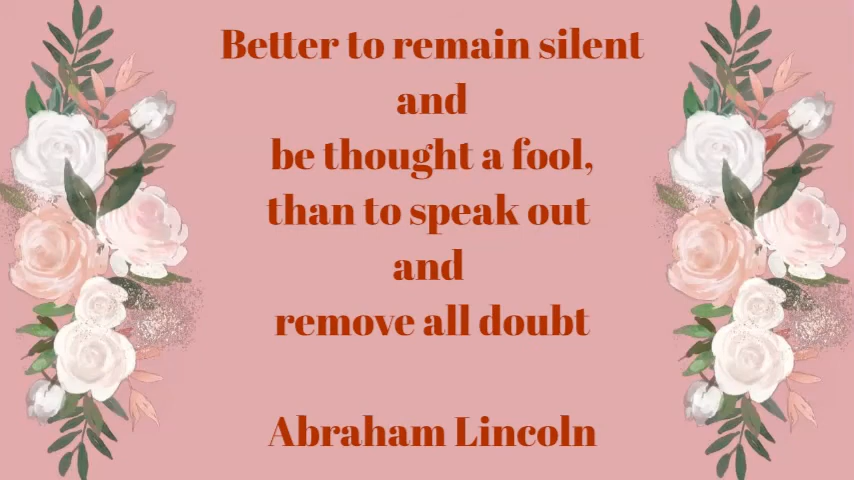 Better to remain silent
and
be thought a fool,
than to speak out
and
remove all doubt
Abraham Lincoln